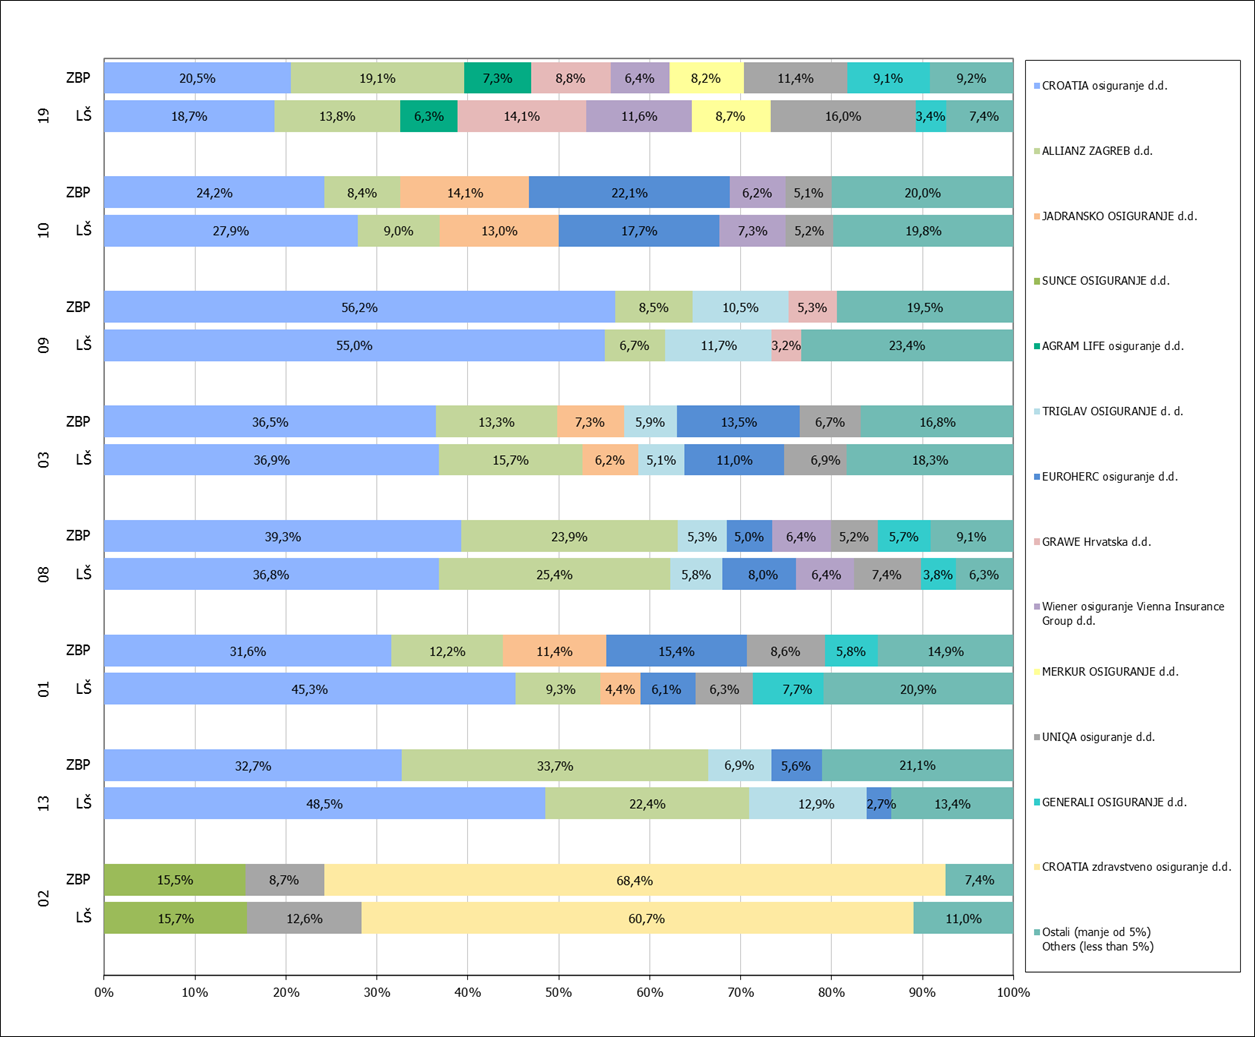 19
ZBP 20,5% 19,1% 7,3% 8,8% 6,4% 8,2% 11,4% 9,1% 9,2%
LŠ 18,7% 13,8% 6,3% 14,1% 11,6% 8,7% 16,0% 3,4% 7,4%
10
ZBP 24,2% 8,4% 14,1% 22,1% 6,2% 5,1% 20,0%
LŠ 27,9% 9,0% 13,0% 17,7% 7,3% 5,2% 19,8%
09
ZBP 56,2% 8,5% 10,5% 5,3% 19,5%
LŠ 55,0% 6,7% 11,7% 3,2% 23,4%
03
ZBP 36,5% 13,3% 7,3% 5,9% 13,5% 6,7% 16,8%
LŠ 36,9% 15,7% 6,2% 5,1% 11,0% 6,9% 18,3%
08
ZBP 39,3% 23,9% 5,3% 5,0% 6,4% 5,2% 5,7% 9,1%
LŠ 36,8% 25,4% 5,8% 8,0% 6,4% 7,4% 3,8% 6,3%
01
ZBP 31,6% 12,2% 11,4% 15,4% 8,6% 5,8% 14,9%
LŠ 45,3% 9,3% 4,4% 6,1% 6,3% 7,7% 20,9%
13
ZBP 32,7% 33,7% 6,9% 5,6% 21,1%
LŠ 48,5% 22,4% 12,9% 2,7% 13,4%
02
ZBP 15,5% 8,7% 68,4% 7,4%
LŠ 15,7% 12,6% 60,7% 11,0%
0% 10% 20% 30% 40% 50% 60% 70% 80% 90% 100%
CROATIA osiguranje d.d.
ALLIANZ ZAGREB d.d.
JADRANSKO OSIGURANJE d.d.
SUNCE OSIGURANJE d.d.
AGRAM LIFE osiguranje d.d.
TRIGLAV OSIGURANJE d. d.
EUROHERC osiguranje d.d.
GRAWE Hrvatska d.d.
Wiener osiguranje Vienna Insurance
Group d.d.
MERKUR OSIGURANJE d.d.
UNIQA osiguranje d.d.
GENERALI OSIGURANJE d.d.
CROATIA zdravstveno osiguranje d.d.
Ostali (manje od 5%)
Others (less than 5%)